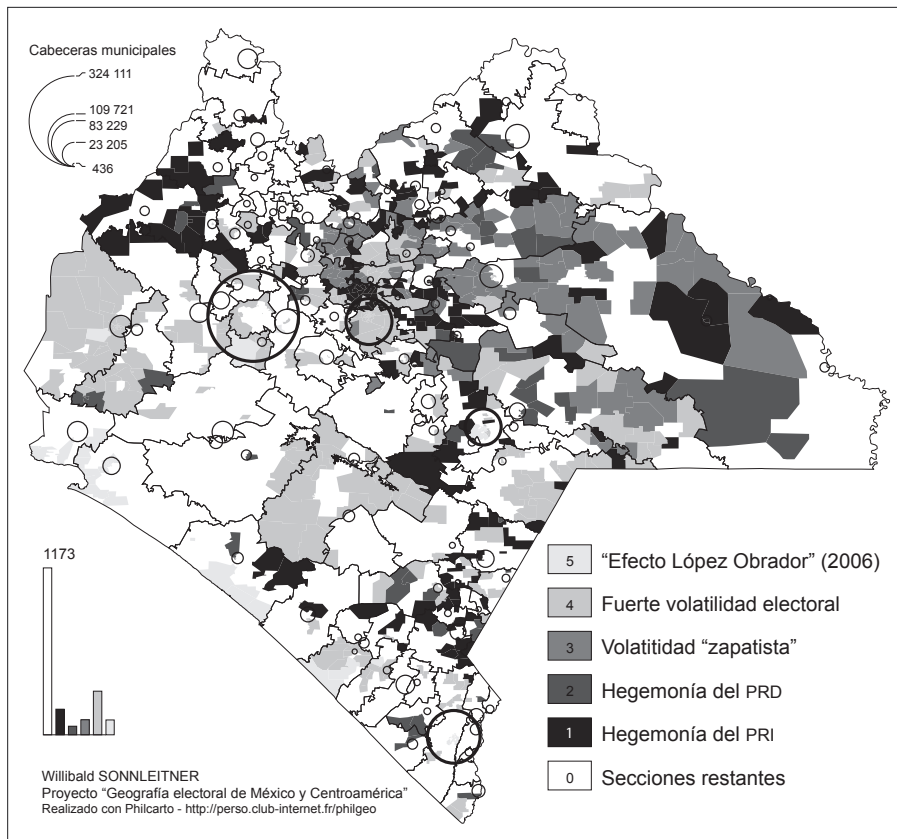 Cabeceras municipales
324 111
109 721
83 229
23 205
436
1173
5 “Efecto López Obrador” (2006)
4 Fuerte volatilidad electoral
3 Volatitidad “zapatista”
2 Hegemonía del PRD
1 Hegemonía del PRI
0 Secciones restantes
Willibald SONNLEITNER
Proyecto “Geografía electoral de México y Centroamérica”
Realizado con Philcarto - http://perso.club-internet.fr/philgeo